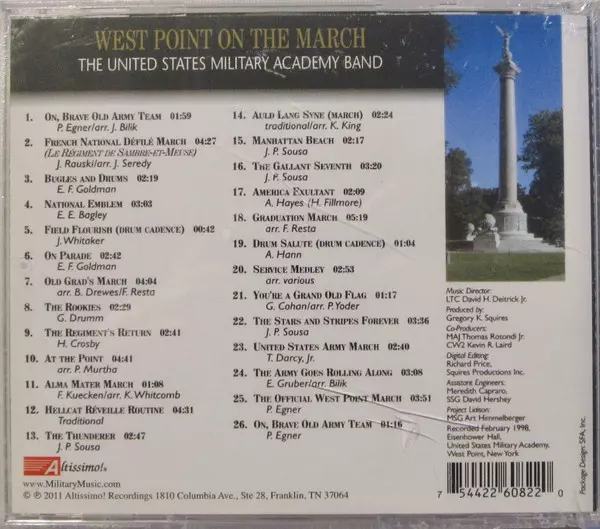 WEST POINT ON THE MARCH
THE UNITED STATES MILITARY ACADEMY BAND
1. ON, BRAVE OLD ARMY TEAM 01:59
P. Egner/arr. J. Bilik
2. FRENCH NATIONAL DÉFILÉ MARCH 04:27
(LE RÉGIMENT DE SAMBRE-ET-MEUSE)
J. Rauski/arr. J. Seredy
3. BUGLES AND DRUMS 02:19
E. F. Goldman
4. NATIONAL EMBLEM 03:03
E. E. Bagley
5. FIELD FLOURISH (DRUM CADENCE) 00:42
J. Whitaker
6. ON PARADE 02:42
E. F. Goldman
7. OLD GRAD'S MARCH 04:04
arr. B. Drewes/F. Resta
8. THE ROOKIES 02:29
G. Drumm
9. THE REGIMENT'S RETURN 02:41
H. Crosby
10. AT THE POINT 04:41
arr. P. Murtha
11. ALMA MATER MARCH 01:08
F. Kuecken/arr. K. Whitcomb
12. HELLCAT RÉVEILLE ROUTINE 04:31
Traditional
13. THE THUNDERER 02:47
J. P. Sousa
14. AULD LANG SYNE (MARCH) 02:24
traditional/arr. K. King
15. MANHATTAN BEACH 02:17
J. P. Sousa
16. THE GALLANT SEVENTH 03:20
J. P. Sousa
17. AMERICA EXULTANT 02:09
A. Hayes (H. Fillmore)
18. GRADUATION MARCH 05:19
arr. F. Resta
19. DRUM SALUTE (DRUM CADENCE) 01:04
A. Hann
20. SERVICE MEDLEY 02:53
arr. various
21. YOU'RE A GRAND OLD FLAG 01:17
G. Cohan/arr. P.Yoder
22. THE STARS AND STRIPES FOREVER 03:36
J. P. Sousa
23. UNITED STATES ARMY MARCH 02:40
T. Darcy, Jr.
24. THE ARMY GOES ROLLING ALONG 03:08
E. Gruber/arr. Bilik
25. THE OFFICIAL WEST POINT MARCH 03:51
P. Egner
26. ON, BRAVE OLD ARMY TEAM 04:16
P. Egner
Music Director:
LTC David H. Deitrick Jr.
Produced by:
Gregory K. Squires
Co-Producers:
MAJ Thomas Rotondi Jr.
CW2 Kevin R. Laird
Digital Editing:
Richard Price,
Squires Productions Inc.
Assistant Engineers:
Meredith Capraro,
SSG David Hershey
Project Liaison:
MSG Art Himmelberger
Recorded February 1998,
Eisenhower Hall,
United States Military Academy,
West Point, New York
Package Design: SFA, Inc.
Altissimo!
www.MilitaryMusic.com
© ℗ 2011 Altissimo! Recordings 1810 Columbia Ave., Ste 28, Franklin, TN 37064
7 54422 60822 0